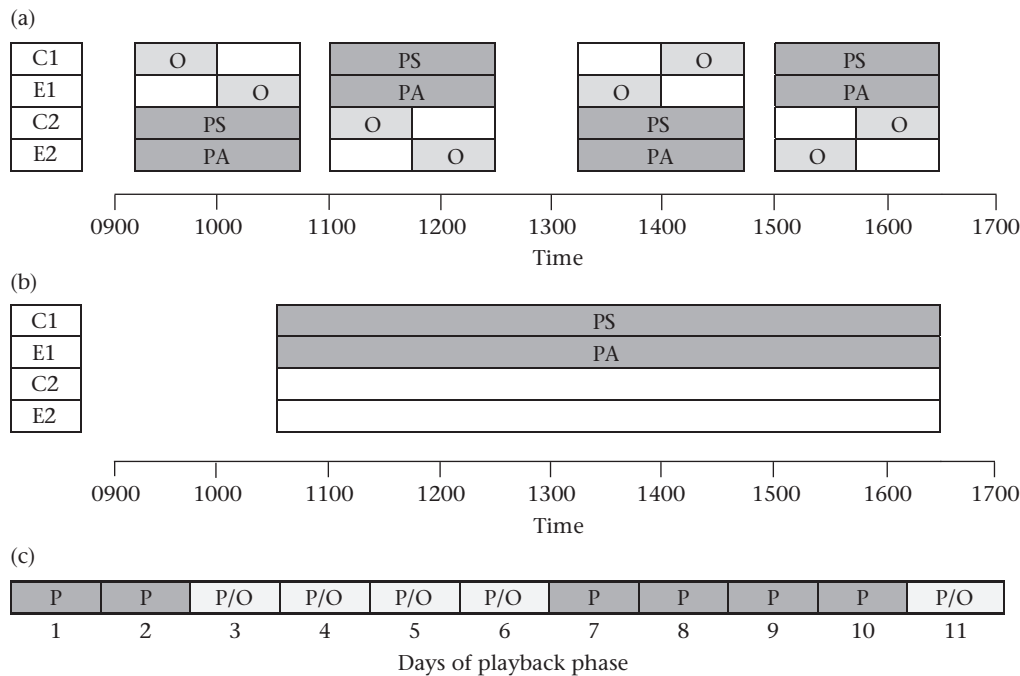 (a)
C1 O PS O PS
E1 O PA O PA
C2 PS O PS O
E2 PA O PA O
0900 1000 1100 1200 1300 1400 1500 1600 1700
Time
(b)
C1 PS
E1 PA
C2
E2
0900 1000 1100 1200 1300 1400 1500 1600 1700
Time
(c)
P P P/O P/O P/O P/O P P P P P/O
1 2 3 4 5 6 7 8 9 10 11
Days of playback phase